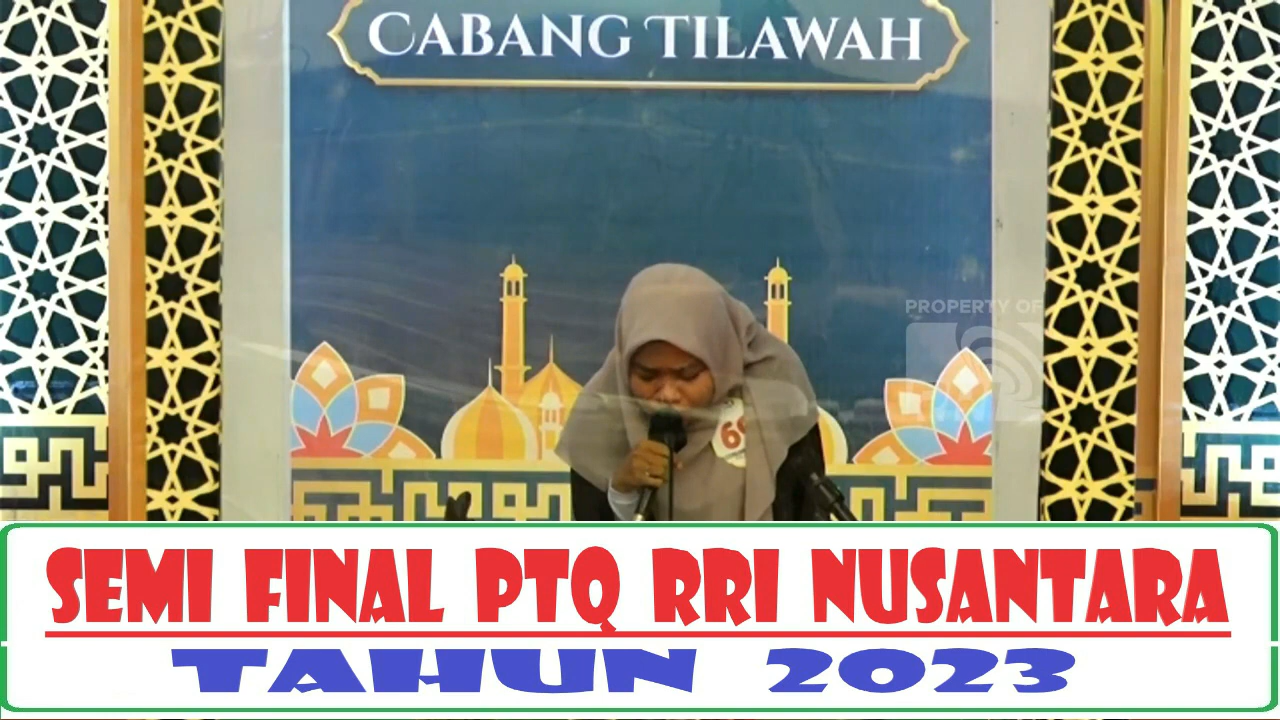 CABANG TILAWAH
PROPERTY OF
SEMI FINAL PTQ RRI NUSANTARA
TAHUN 2023